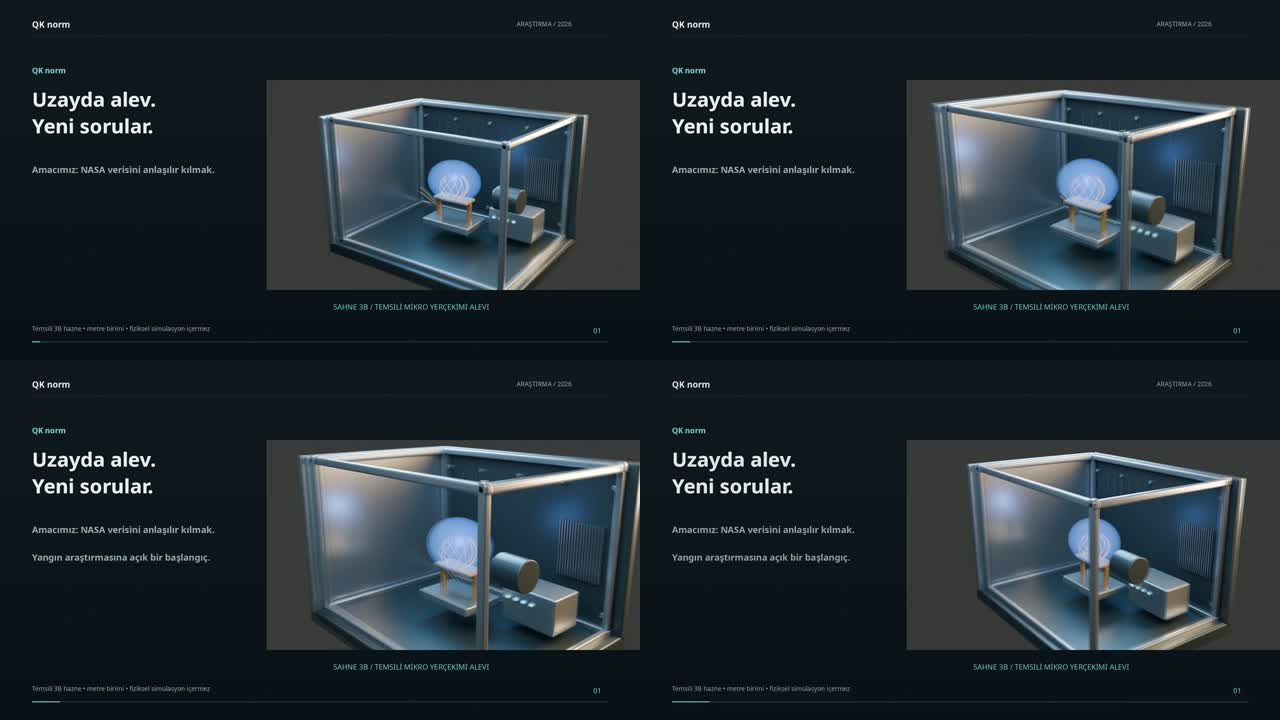 QK norm
ARAŞTIRMA / 2026
QK norm
Uzayda alev.
Yeni sorular.
Amacımız: NASA verisini anlaşılır kılmak.
SAHNE 3B / TEMSİLİ MİKRO YERÇEKİMİ ALEVİ
Temsili 3B hazne • metre birimi • fiziksel simulasyon içermez
01
QK norm
ARAŞTIRMA / 2026
QK norm
Uzayda alev.
Yeni sorular.
Amacımız: NASA verisini anlaşılır kılmak.
SAHNE 3B / TEMSİLİ MİKRO YERÇEKİMİ ALEVİ
Temsili 3B hazne • metre birimi • fiziksel simulasyon içermez
01
QK norm
ARAŞTIRMA / 2026
QK norm
Uzayda alev.
Yeni sorular.
Amacımız: NASA verisini anlaşılır kılmak.
Yangın araştırmasına açık bir başlangıç.
SAHNE 3B / TEMSİLİ MİKRO YERÇEKİMİ ALEVİ
Temsili 3B hazne • metre birimi • fiziksel simulasyon içermez
01
QK norm
ARAŞTIRMA / 2026
QK norm
Uzayda alev.
Yeni sorular.
Amacımız: NASA verisini anlaşılır kılmak.
Yangın araştırmasına açık bir başlangıç.
SAHNE 3B / TEMSİLİ MİKRO YERÇEKİMİ ALEVİ
Temsili 3B hazne • metre birimi • fiziksel simulasyon içermez
01